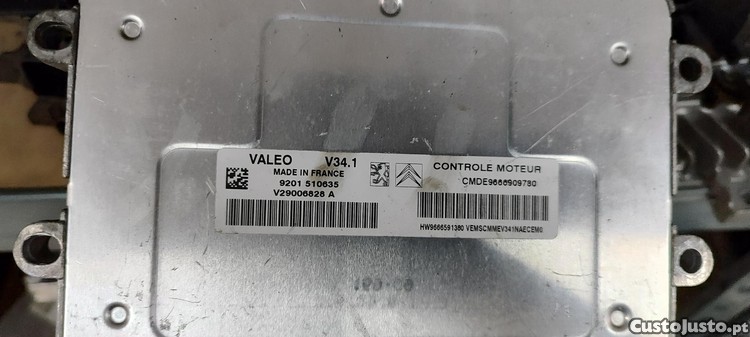 VALEO V34.1
MADE IN FRANCE
9201 510635
V29006828 A
CONTROLE MOTEUR
CMDE9666909780
HW9666591380 VEMSCMMEV341NAECEM0
CustoJusto.pt